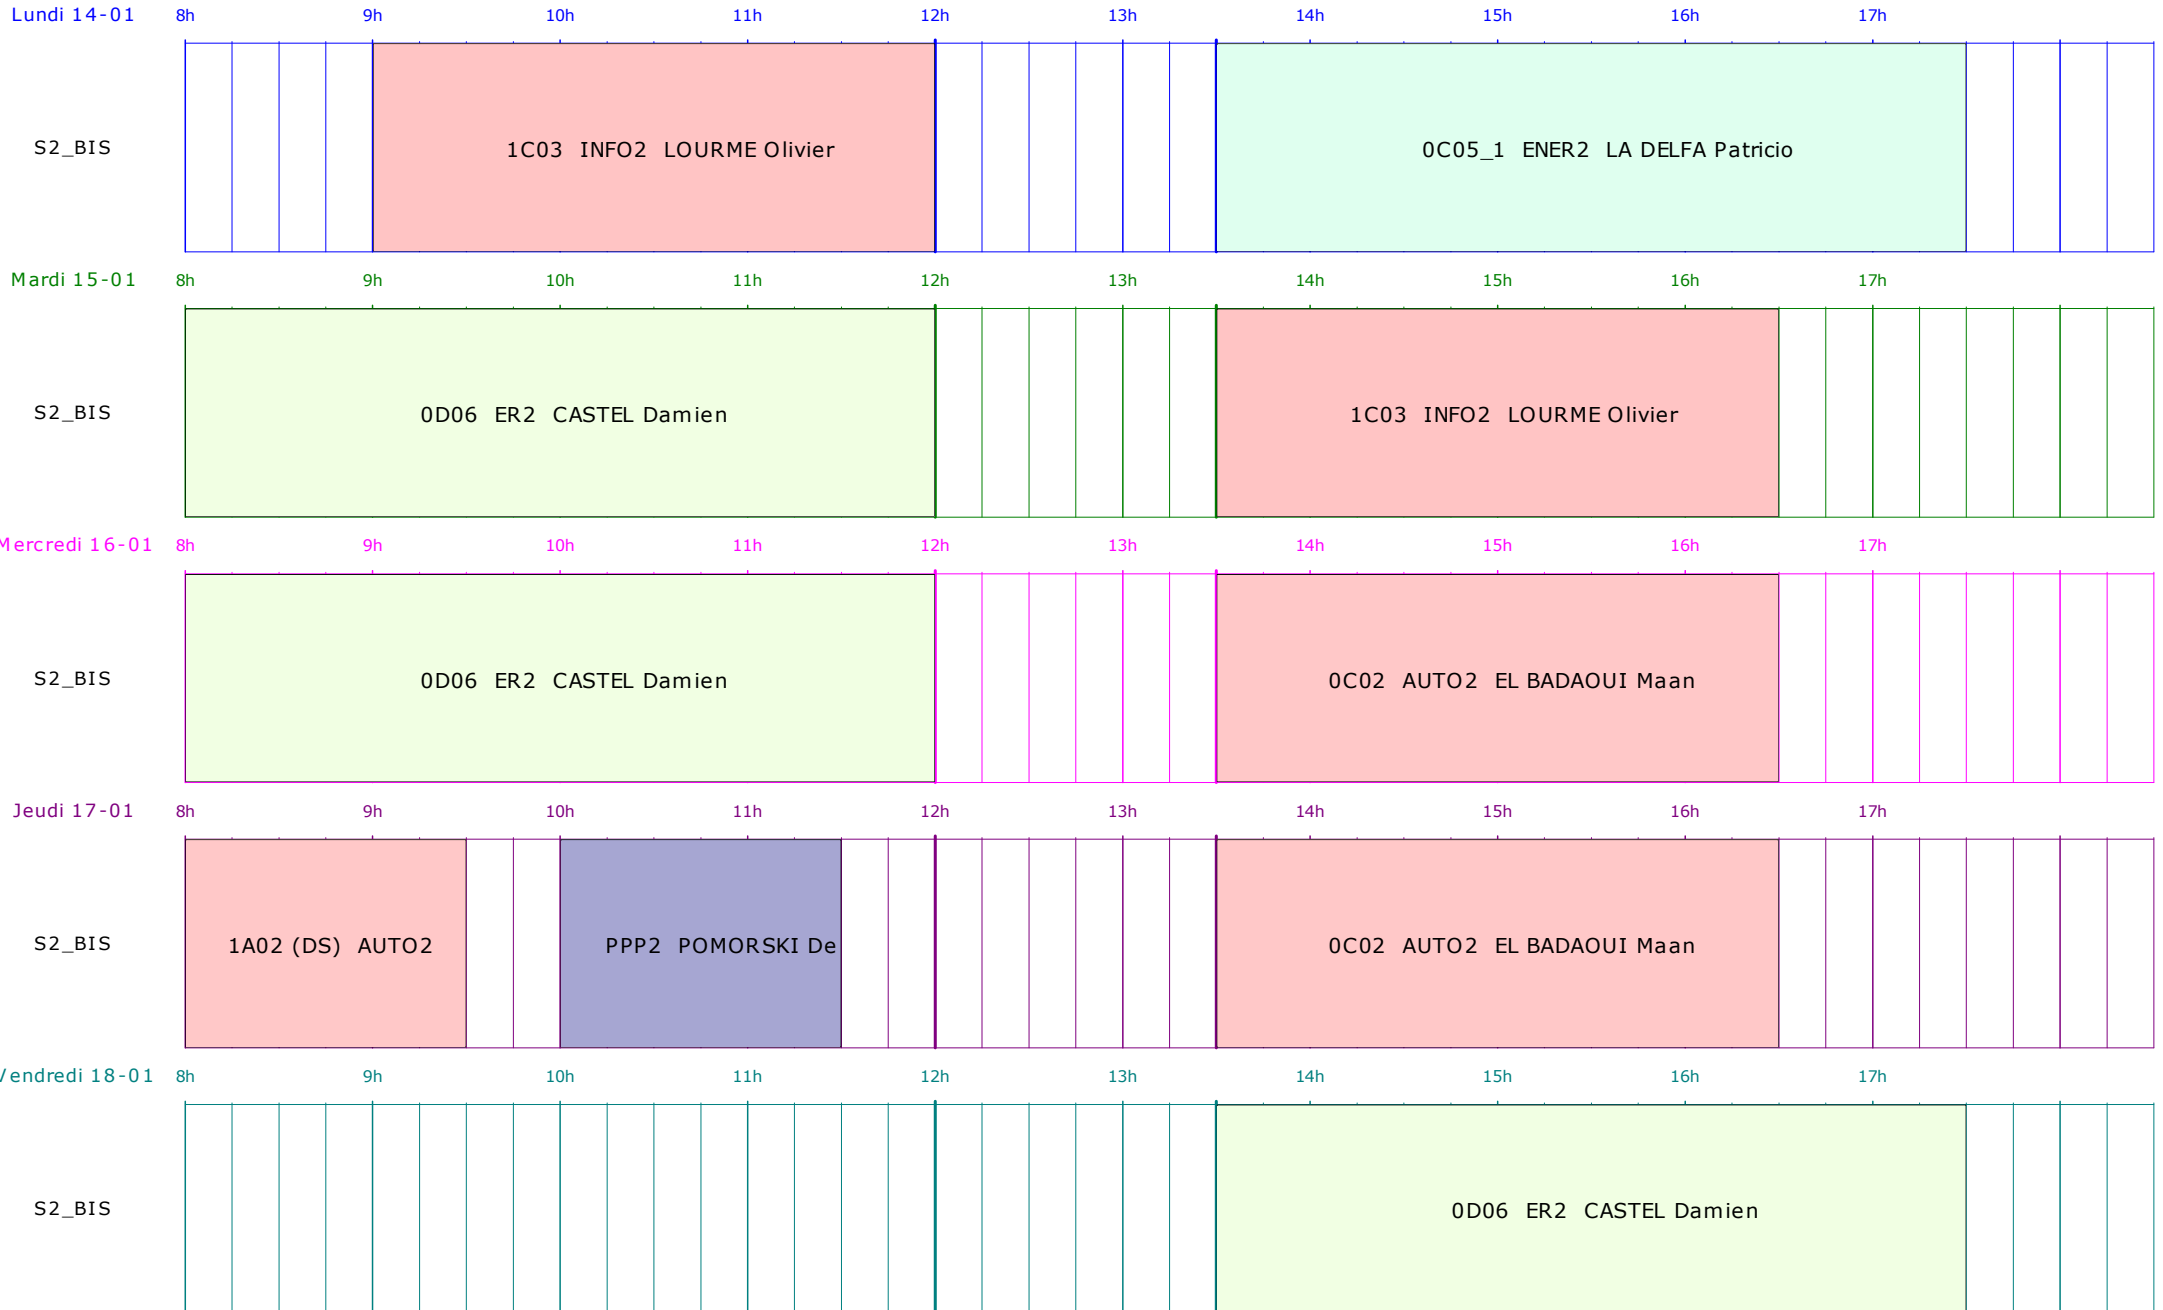 Lundi 14-01 8h 9h 10h 11h 12h 13h 14h 15h 16h 17h
S2_BIS 1C03 INFO2 LOURME Olivier 0C05_1 ENER2 LA DELFA Patricio
Mardi 15-01 8h 9h 10h 11h 12h 13h 14h 15h 16h 17h
S2_BIS 0D06 ER2 CASTEL Damien 1C03 INFO2 LOURME Olivier
Mercredi 16-01 8h 9h 10h 11h 12h 13h 14h 15h 16h 17h
S2_BIS 0D06 ER2 CASTEL Damien 0C02 AUTO2 EL BADAOUI Maan
Jeudi 17-01 8h 9h 10h 11h 12h 13h 14h 15h 16h 17h
S2_BIS 1A02 (DS) AUTO2 PPP2 POMORSKI De 0C02 AUTO2 EL BADAOUI Maan
Vendredi 18-01 8h 9h 10h 11h 12h 13h 14h 15h 16h 17h
S2_BIS 0D06 ER2 CASTEL Damien